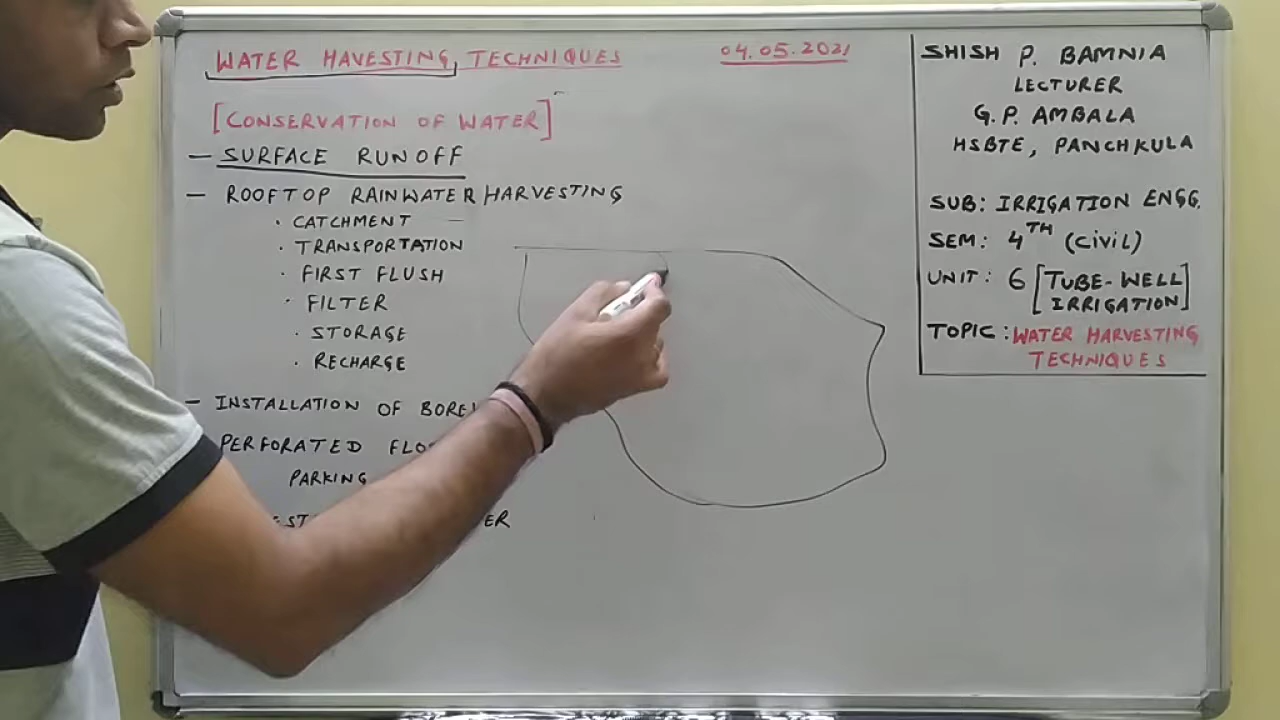 WATER HAVESTING TECHNIQUES
04.05.2021
[CONSERVATION OF WATER]
- SURFACE RUNOFF
- ROOFTOP RAINWATER HARVESTING
· CATCHMENT
· TRANSPORTATION
· FIRST FLUSH
· FILTER
· STORAGE
· RECHARGE
- INSTALLATION OF
PERFORATED
PARKING
SHISH P. BAMNIA
LECTURER
G.P. AMBALA
HSBTE, PANCHKULA
SUB: IRRIGATION ENGG.
SEM: 4TH (CIVIL)
UNIT: 6 [TUBE-WELL
IRRIGATION]
TOPIC: WATER HARVESTING
TECHNIQUES